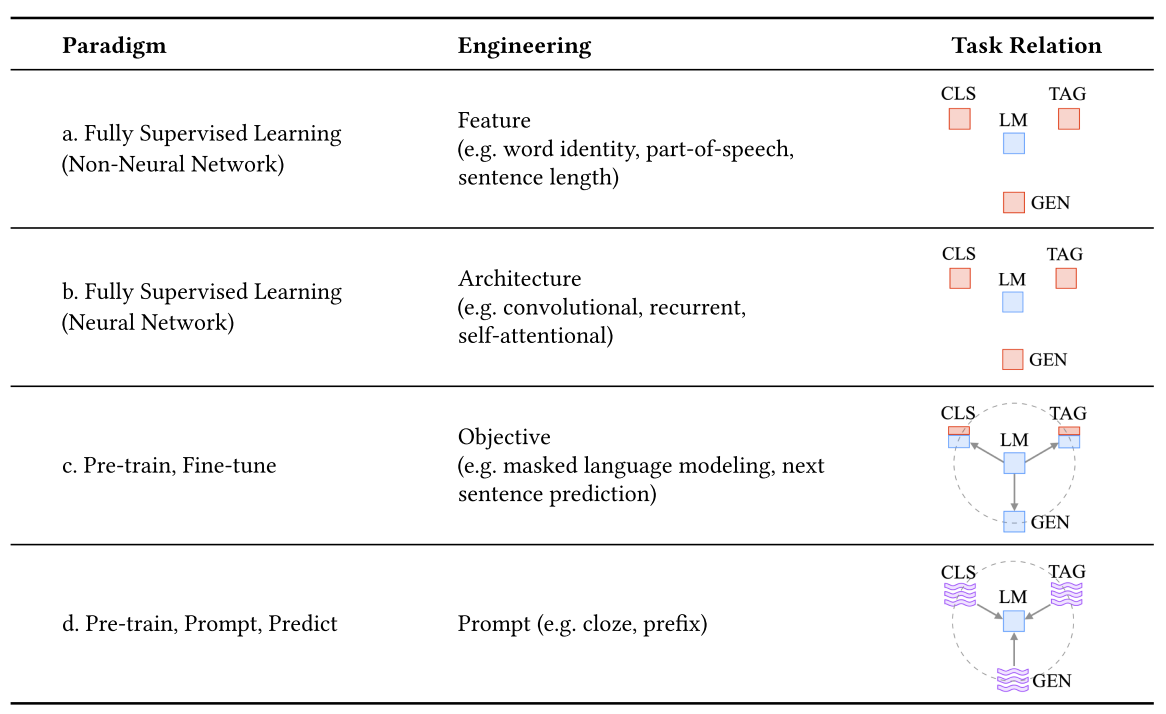 Paradigm Engineering Task Relation
a. Fully Supervised Learning
(Non-Neural Network)
Feature
(e.g. word identity, part-of-speech,
sentence length)
CLS TAG
LM
GEN
b. Fully Supervised Learning
(Neural Network)
Architecture
(e.g. convolutional, recurrent,
self-attentional)
CLS TAG
LM
GEN
c. Pre-train, Fine-tune
Objective
(e.g. masked language modeling, next
sentence prediction)
CLS TAG
LM
GEN
d. Pre-train, Prompt, Predict
Prompt (e.g. cloze, prefix)
CLS TAG
LM
GEN